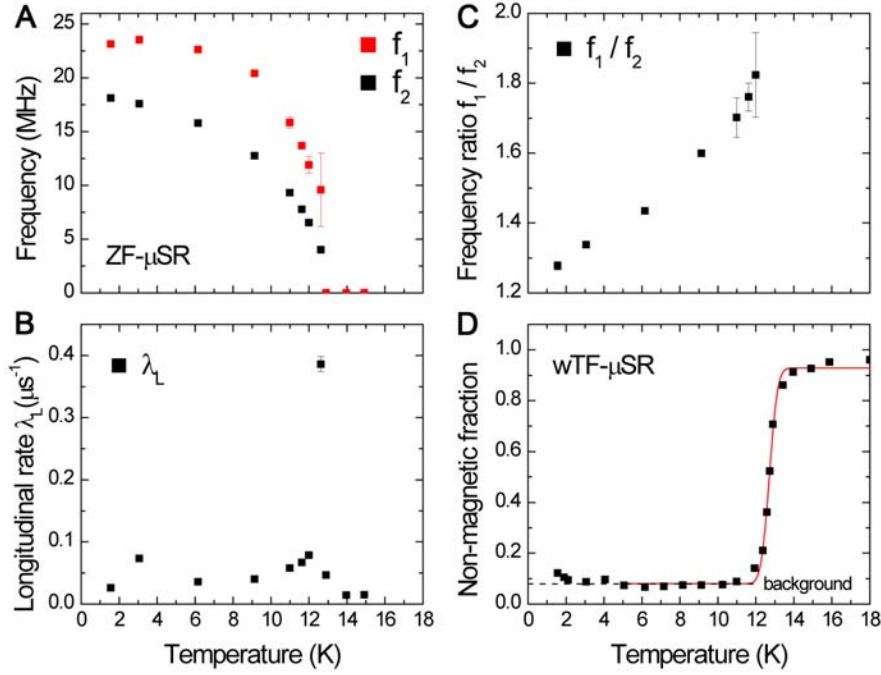 A
25
20
15
10
5
0
Frequency (MHz)
f₁
f₂
ZF-μSR
C
2.0
1.8
1.6
1.4
1.2
Frequency ratio f₁ / f₂
f₁ / f₂
B
0.4
0.3
0.2
0.1
0.0
Longitudinal rate λ_L(μs⁻¹)
λ_L
0 2 4 6 8 10 12 14 16 18
Temperature (K)
D
1.0
0.8
0.6
0.4
0.2
0.0
Non-magnetic fraction
wTF-μSR
background
0 2 4 6 8 10 12 14 16 18
Temperature (K)